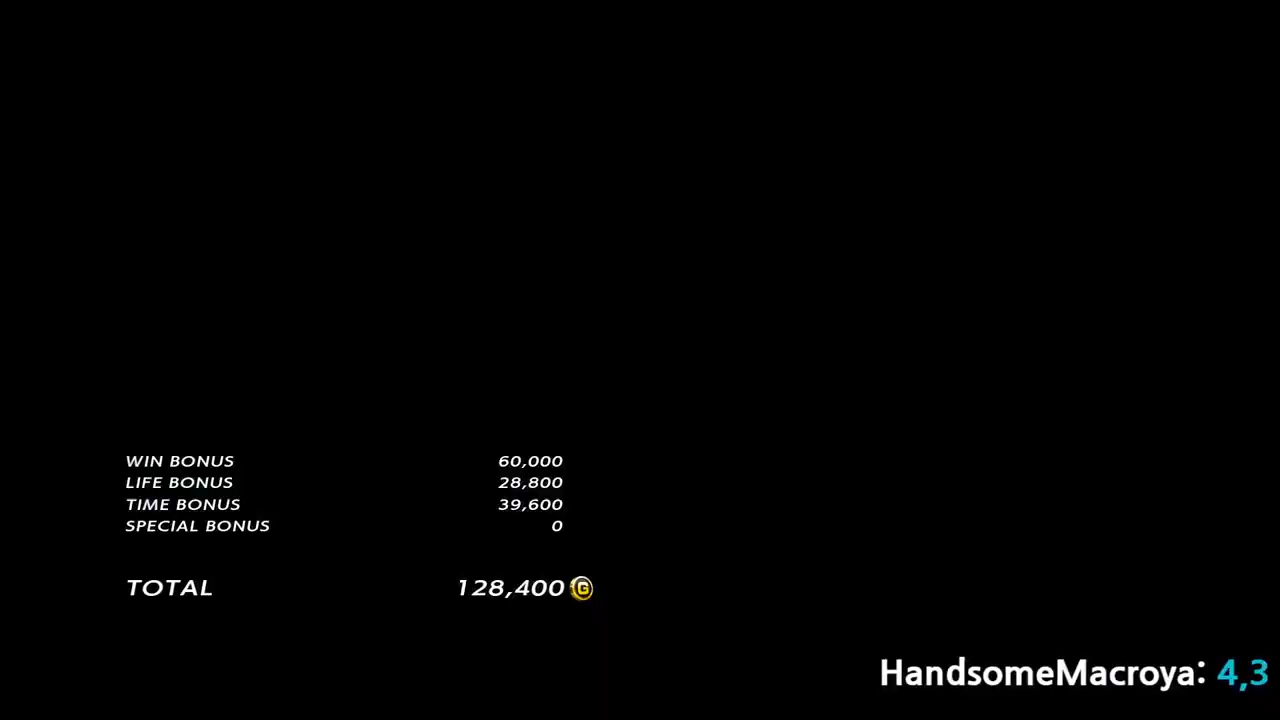 WIN BONUS 60,000
LIFE BONUS 28,800
TIME BONUS 39,600
SPECIAL BONUS 0
TOTAL 128,400 G
HandsomeMacroya: 4,3